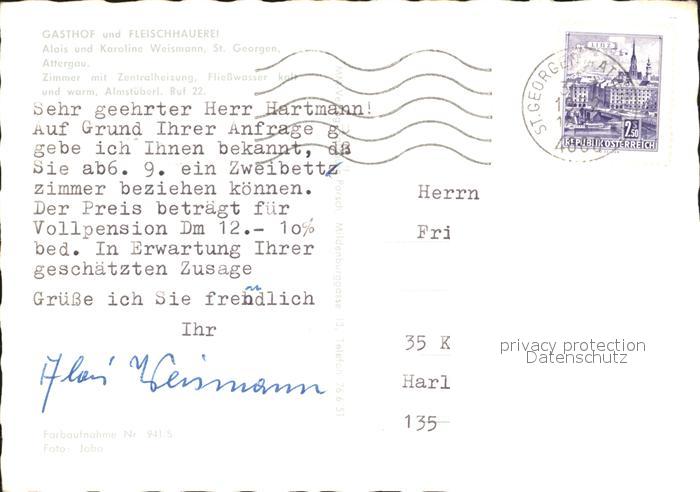 GASTHOF und FLEISCHHAUEREI
Alois und Karoline Weismann, St. Georgen,
Attergau.
Zimmer mit Zentralheizung, Fließwasser kalt
und warm, Almstüberl. Ruf 22.
Sehr geehrter Herr Hartmann!
Auf Grund Ihrer Anfrage g
gebe ich Ihnen bekannt, daß
Sie ab6. 9. ein Zweibettz
zimmer beziehen können.
Der Preis beträgt für
Vollpension Dm 12.- 1o%
bed. In Erwartung Ihrer
geschätzten Zusage
Grüße ich Sie frendlich
Ihr
Alois Weismann
Farbaufnahme Nr. 941/5
Foto: Jobo
LINZ
2.50
REPUBLIK ÖSTERREICH
ST. GEORGEN
Herrn
Fri
35 K
Harl
135
privacy protection
Datenschutz